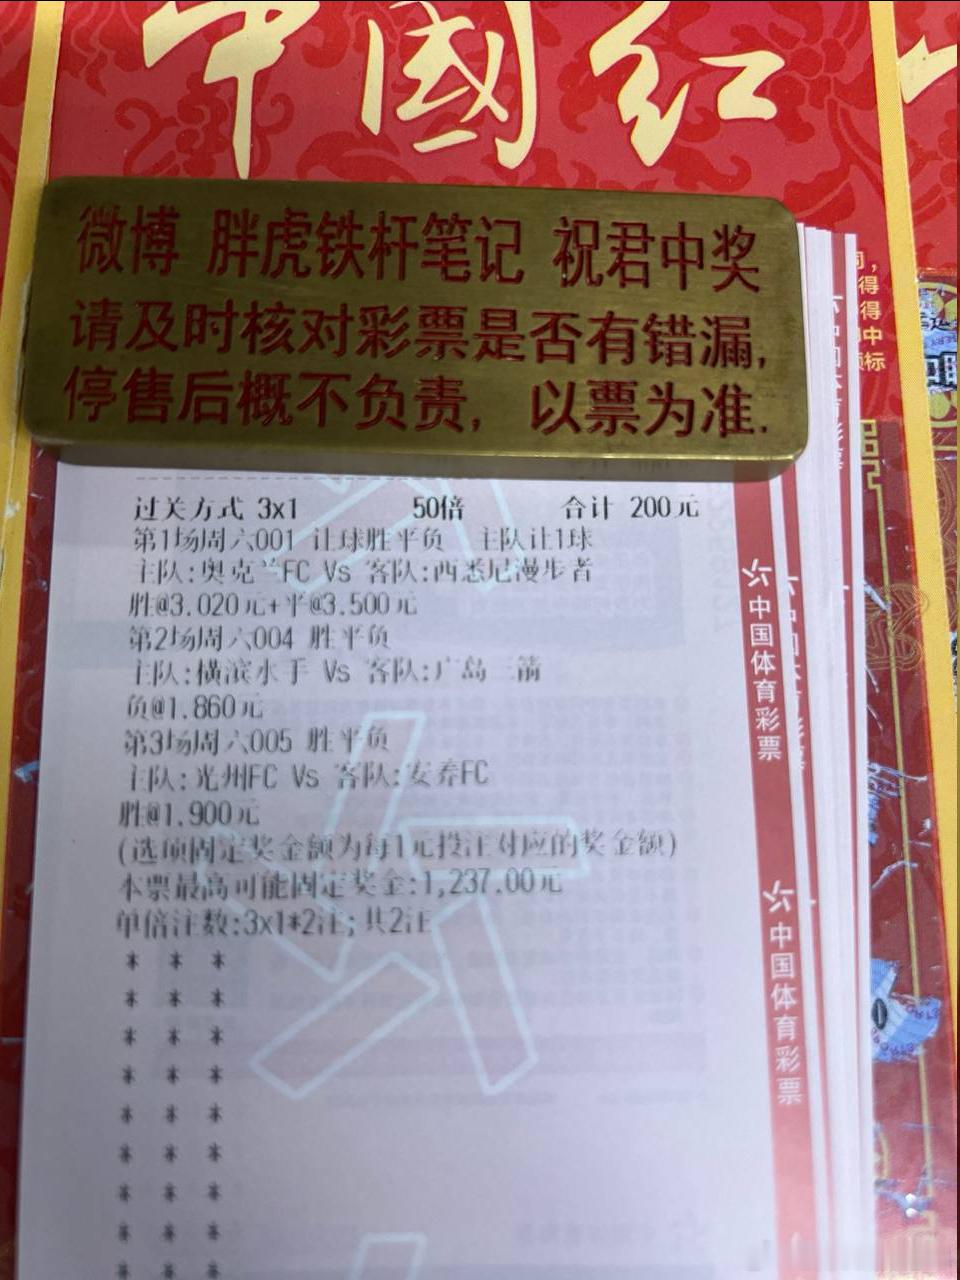 中國红
微博 胖虎铁杆笔记 祝君中奖
请及时核对彩票是否有错漏,
停售后概不负责, 以票为准.
过关方式 3x1 50倍 合计 200元
第1场周六001 让球胜平负 主队让1球
主队:奥克兰FC Vs 客队:西悉尼漫步者
胜@3.020元+平@3.500元
第2场周六004 胜平负
主队:横滨水手 Vs 客队:广岛三箭
负@1.860元
第3场周六005 胜平负
主队:光州FC Vs 客队:安养FC
胜@1.900元
(选项固定奖金额为每1元投注对应的奖金额)
本票最高可能固定奖金:1,237.00元
单倍注数:3x1*2注; 共2注
* * *
* * *
* * *
* * *
* * *
* * *
* * *
* * *
* * *
中国体育彩票
中国体育彩票